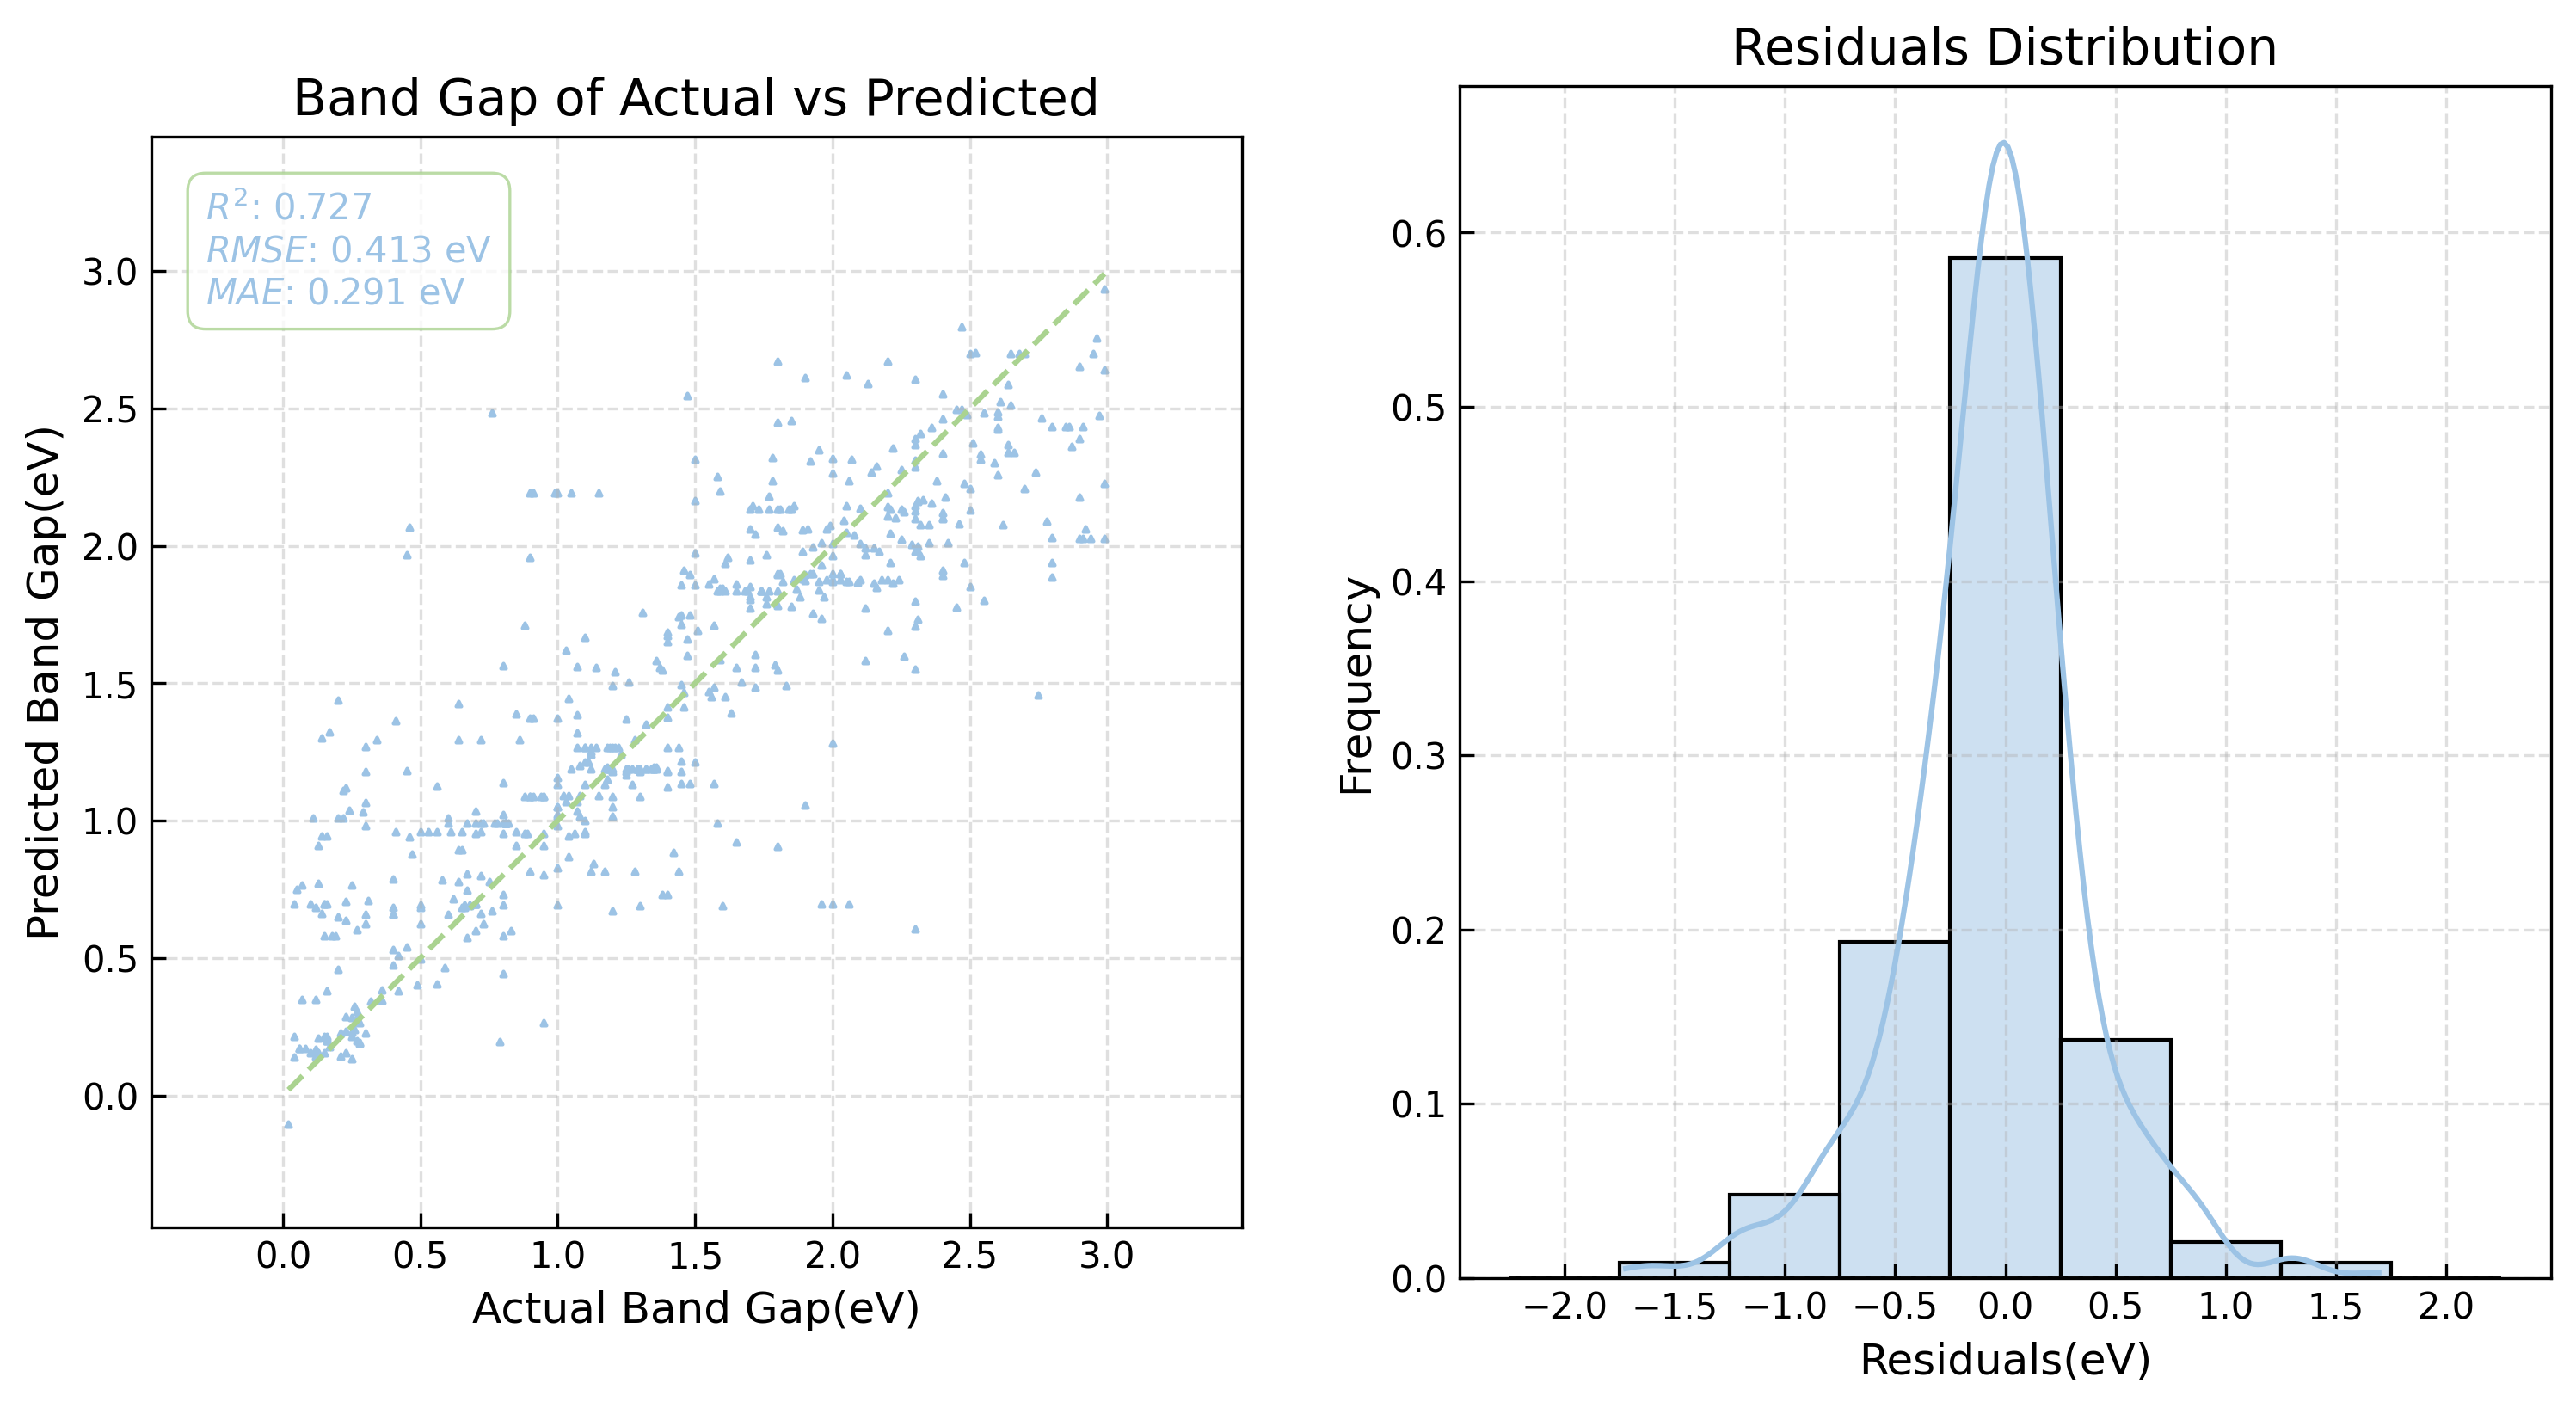 Band Gap of Actual vs Predicted
R²: 0.727
RMSE: 0.413 eV
MAE: 0.291 eV
Predicted Band Gap(eV)
3.0
2.5
2.0
1.5
1.0
0.5
0.0
0.0 0.5 1.0 1.5 2.0 2.5 3.0
Actual Band Gap(eV)
Residuals Distribution
Frequency
0.6
0.5
0.4
0.3
0.2
0.1
0.0
−2.0 −1.5 −1.0 −0.5 0.0 0.5 1.0 1.5 2.0
Residuals(eV)